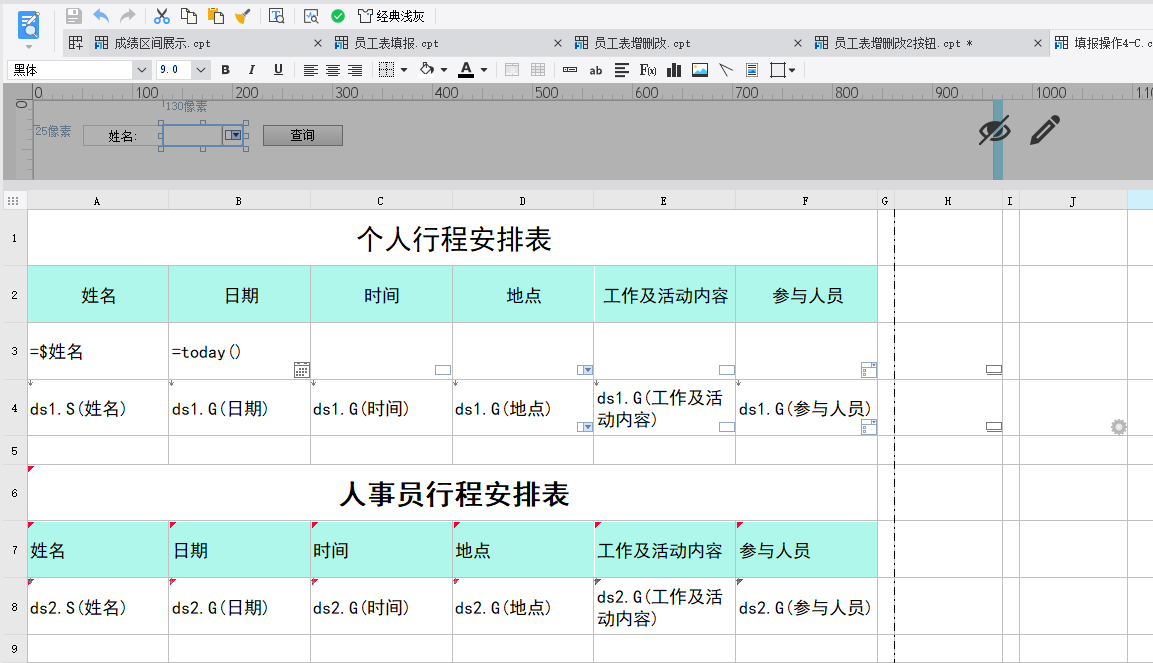 经典浅灰
成绩区间展示.cpt
员工表填报.cpt
员工表增删改.cpt
员工表增删改2按钮.cpt *
填报操作4-C.c
黑体 9.0 B I U ab F(x)
0 100 200 300 400 500 600 700 800 900 1000 110
0
130像素
25像素
姓名:
查询
A B C D E F G H I J
1 个人行程安排表
2 姓名 日期 时间 地点 工作及活动内容 参与人员
3 =$姓名 =today()
4 ds1.S(姓名) ds1.G(日期) ds1.G(时间) ds1.G(地点) ds1.G(工作及活
动内容) ds1.G(参与人员)
5
6 人事员行程安排表
7 姓名 日期 时间 地点 工作及活动内容 参与人员
8 ds2.S(姓名) ds2.G(日期) ds2.G(时间) ds2.G(地点) ds2.G(工作及活
动内容) ds2.G(参与人员)
9